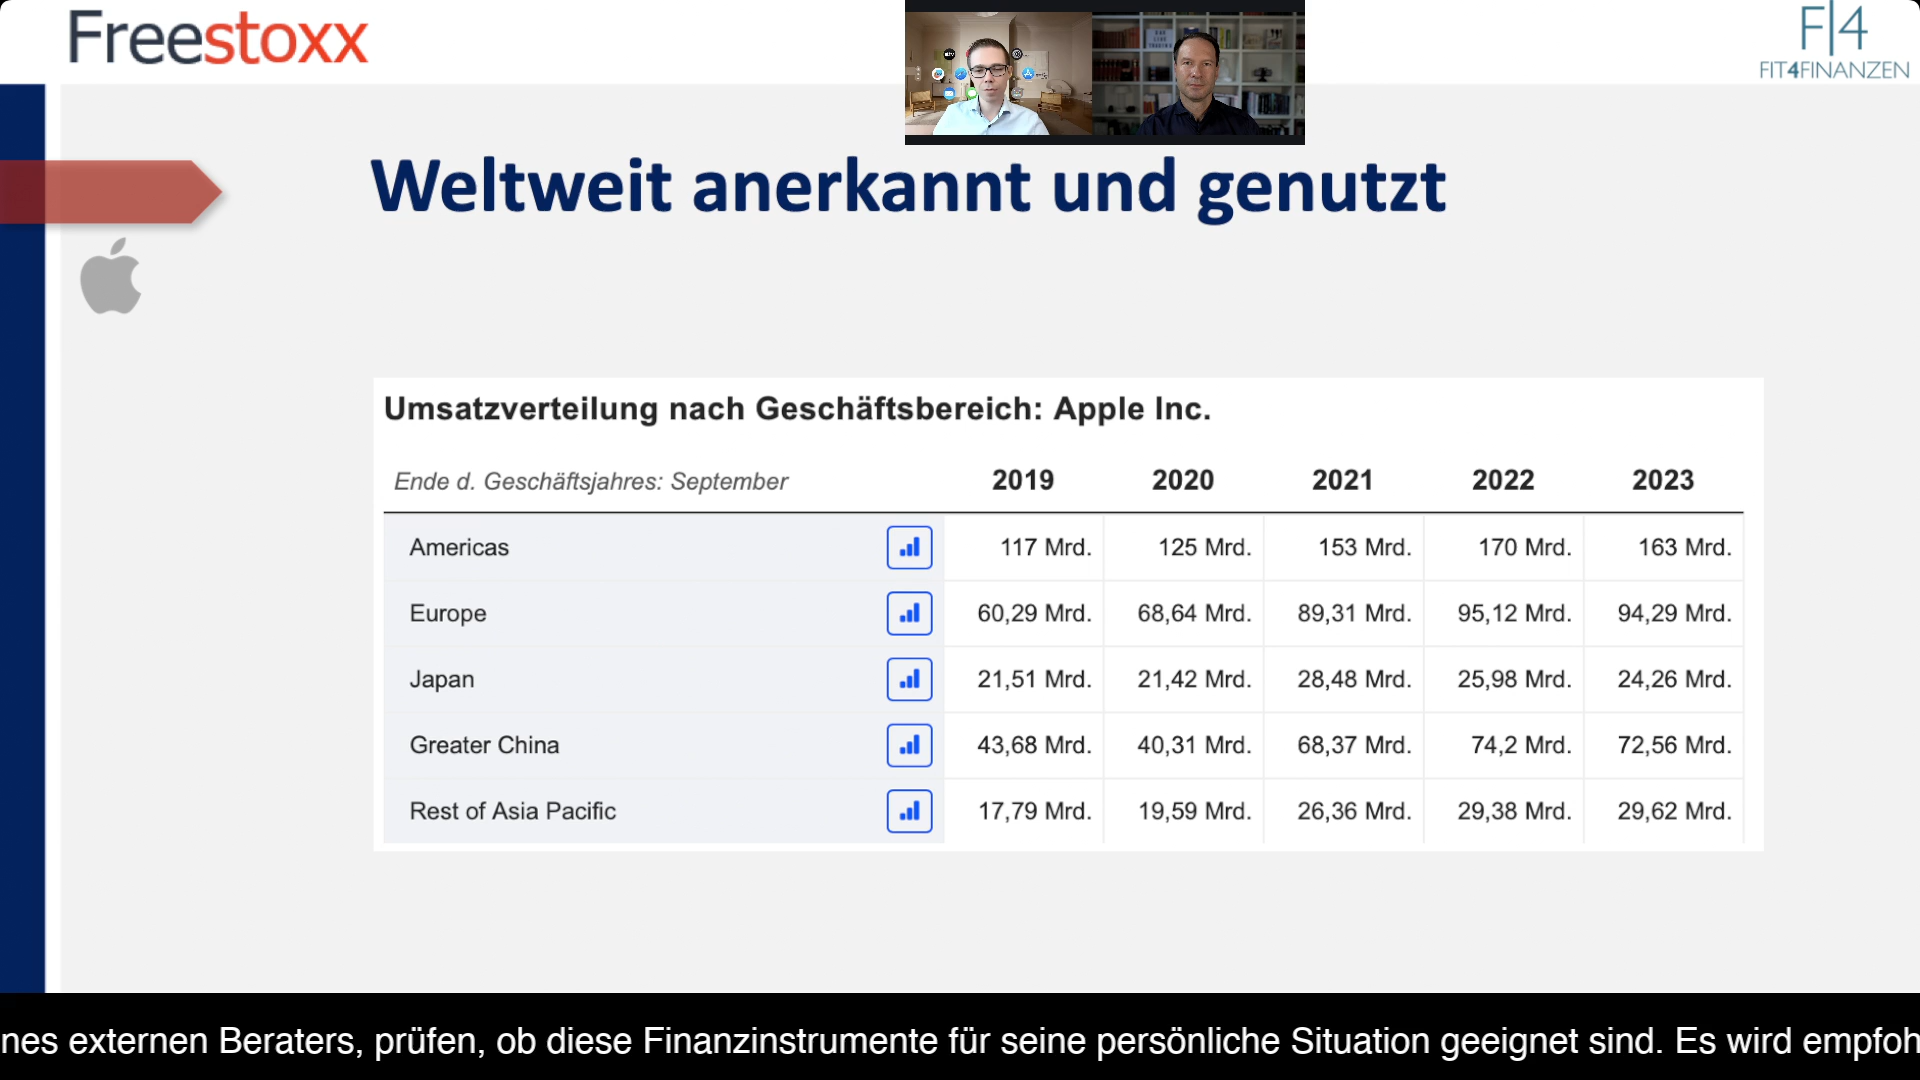 Freestoxx
F|4
FIT4FINANZEN
Weltweit anerkannt und genutzt
Umsatzverteilung nach Geschäftsbereich: Apple Inc.
Ende d. Geschäftsjahres: September 2019 2020 2021 2022 2023
Americas 117 Mrd. 125 Mrd. 153 Mrd. 170 Mrd. 163 Mrd.
Europe 60,29 Mrd. 68,64 Mrd. 89,31 Mrd. 95,12 Mrd. 94,29 Mrd.
Japan 21,51 Mrd. 21,42 Mrd. 28,48 Mrd. 25,98 Mrd. 24,26 Mrd.
Greater China 43,68 Mrd. 40,31 Mrd. 68,37 Mrd. 74,2 Mrd. 72,56 Mrd.
Rest of Asia Pacific 17,79 Mrd. 19,59 Mrd. 26,36 Mrd. 29,38 Mrd. 29,62 Mrd.
nes externen Beraters, prüfen, ob diese Finanzinstrumente für seine persönliche Situation geeignet sind. Es wird empfoh